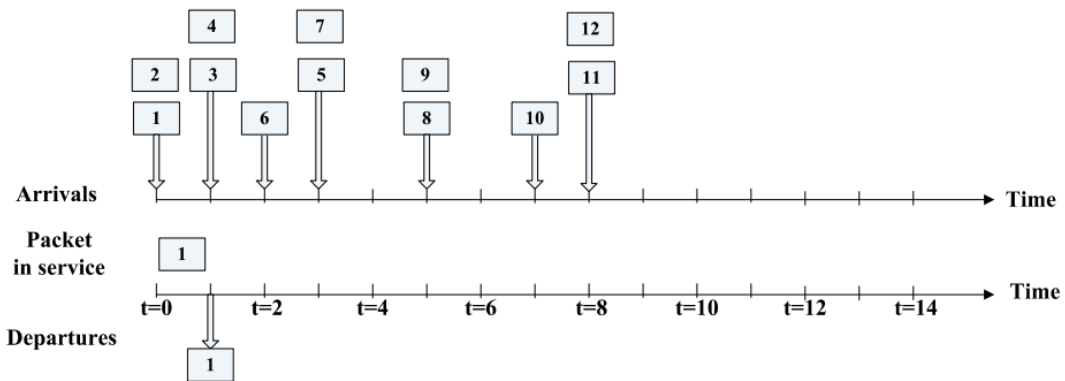 4 7 12
2 3 5 9 11
1 6 8 10
Arrivals Time
Packet
in service
1
Time
t=0 t=2 t=4 t=6 t=8 t=10 t=12 t=14
Departures
1